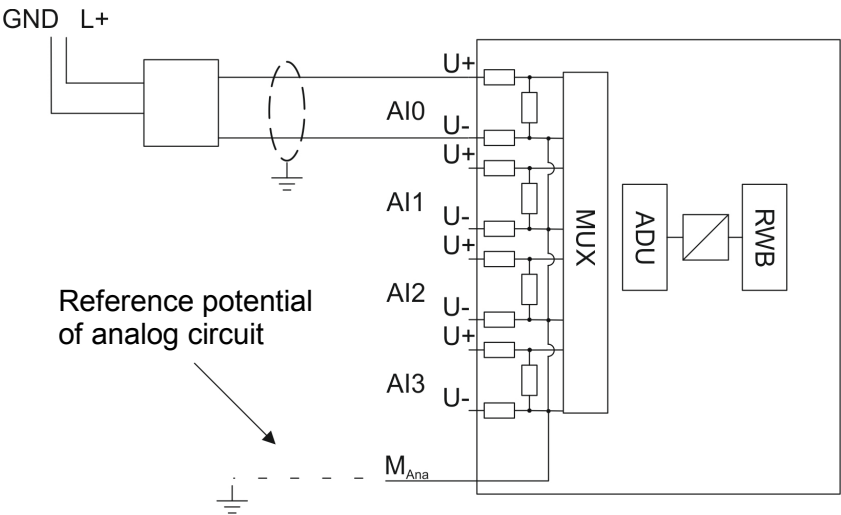 GND L+
U+
AI0
U-
U+
AI1
U-
U+
AI2
U-
U+
AI3
U-
MUX
ADU
RWB
Reference potential
of analog circuit
MAna